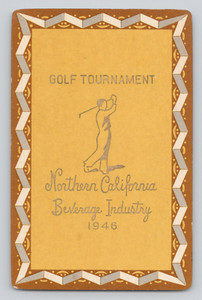 GOLF TOURNAMENT
Northern California
Beverage Industry
1946